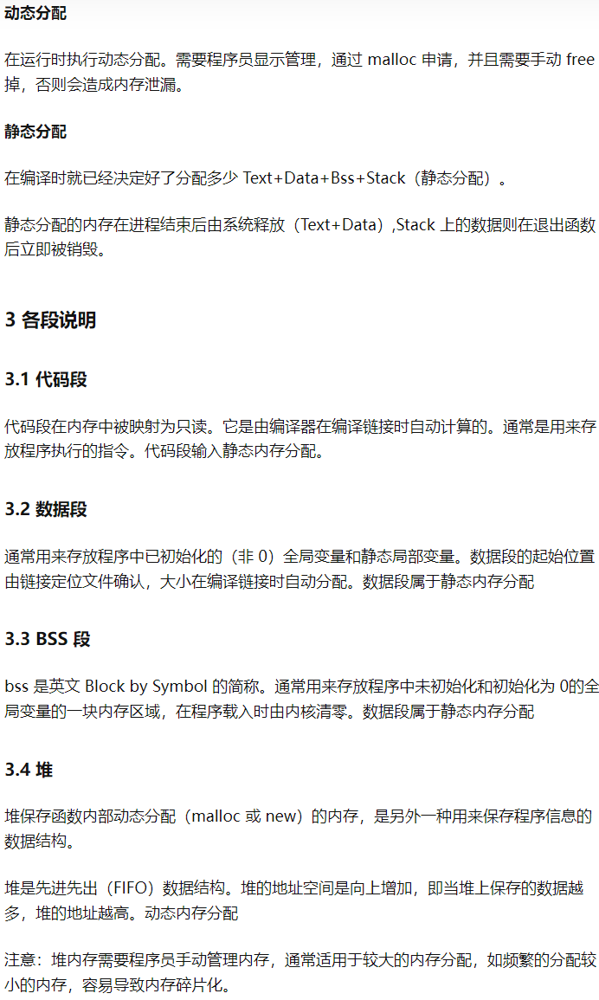 动态分配
在运行时执行动态分配。需要程序员显示管理，通过 malloc 申请，并且需要手动 free
掉，否则会造成内存泄漏。
静态分配
在编译时就已经决定好了分配多少 Text+Data+Bss+Stack（静态分配）。
静态分配的内存在进程结束后由系统释放（Text+Data）,Stack 上的数据则在退出函数
后立即被销毁。
3 各段说明
3.1 代码段
代码段在内存中被映射为只读。它是由编译器在编译链接时自动计算的。通常是用来存
放程序执行的指令。代码段输入静态内存分配。
3.2 数据段
通常用来存放程序中已初始化的（非 0）全局变量和静态局部变量。数据段的起始位置
由链接定位文件确认，大小在编译链接时自动分配。数据段属于静态内存分配
3.3 BSS 段
bss 是英文 Block by Symbol 的简称。通常用来存放程序中未初始化和初始化为 0的全
局变量的一块内存区域，在程序载入时由内核清零。数据段属于静态内存分配
3.4 堆
堆保存函数内部动态分配（malloc 或 new）的内存，是另外一种用来保存程序信息的
数据结构。
堆是先进先出（FIFO）数据结构。堆的地址空间是向上增加，即当堆上保存的数据越
多，堆的地址越高。动态内存分配
注意：堆内存需要程序员手动管理内存，通常适用于较大的内存分配，如频繁的分配较
小的内存，容易导致内存碎片化。